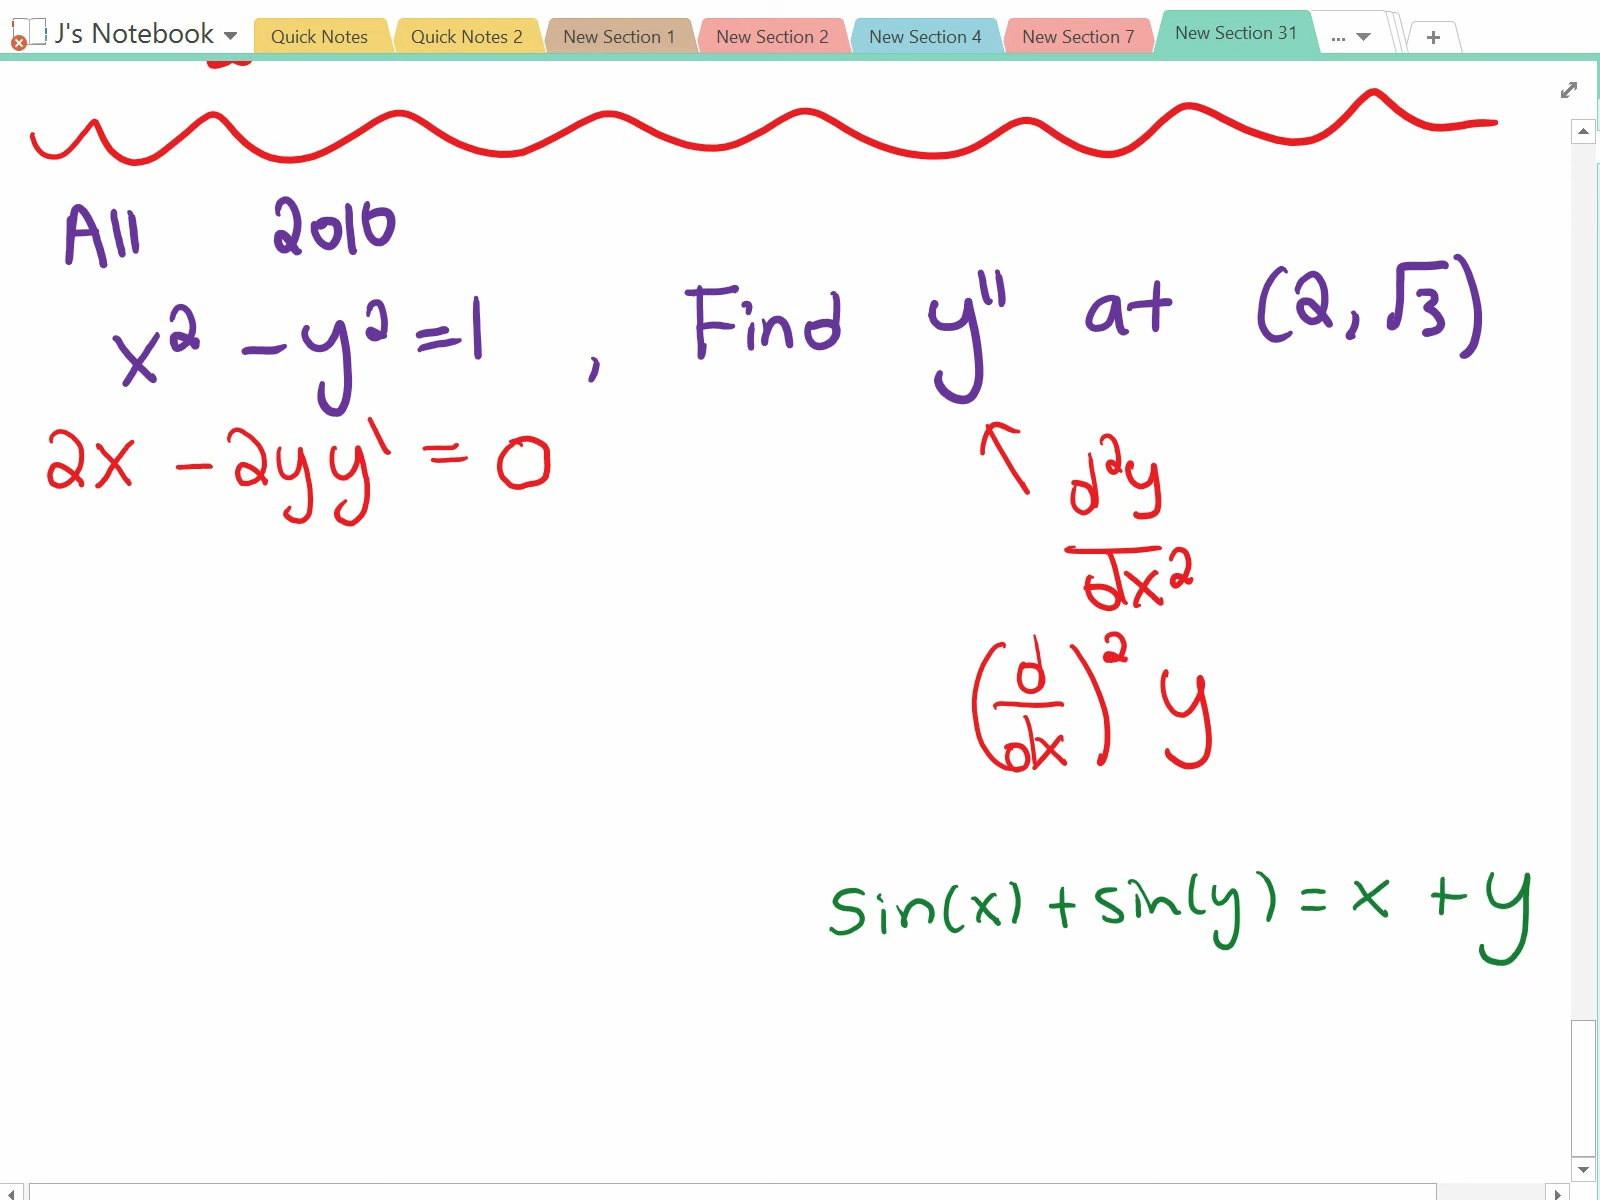 J's Notebook Quick Notes Quick Notes 2 New Section 1 New Section 2 New Section 4 New Section 7 New Section 31 ... +
All 2010
x² - y² = 1 , Find y'' at (2, √3)
2x - 2yy' = 0
d²y
dx²
(d/dx)² y
sin(x) + sin(y) = x + y